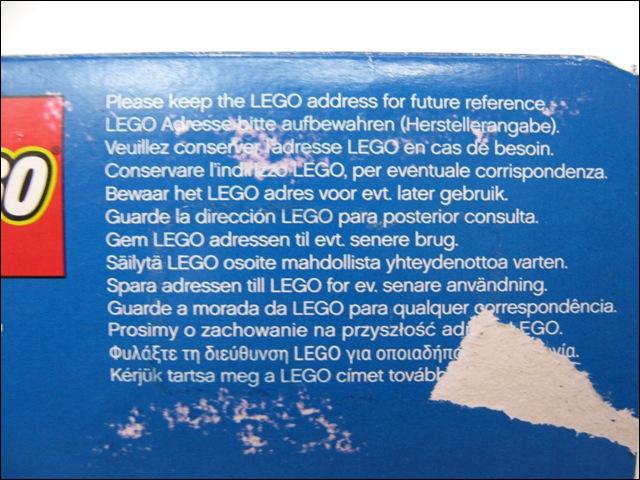 Please keep the LEGO address for future reference.
LEGO Adresse bitte aufbewahren (Herstellerangabe).
Veuillez conserver l'adresse LEGO en cas de besoin.
Conservare l'indirizzo LEGO, per eventuale corrispondenza.
Bewaar het LEGO adres voor evt. later gebruik.
Guarde la dirección LEGO para posterior consulta.
Gem LEGO adressen til evt. senere brug.
Säilytä LEGO osoite mahdollista yhteydenottoa varten.
Spara adressen till LEGO for ev. senare användning.
Guarde a morada da LEGO para qualquer correspondência.
Prosimy o zachowanie na przyszłość LEGO.
Φυλάξτε τη διεύθυνση LEGO για
Kérjük tartsa meg a LEGO címet